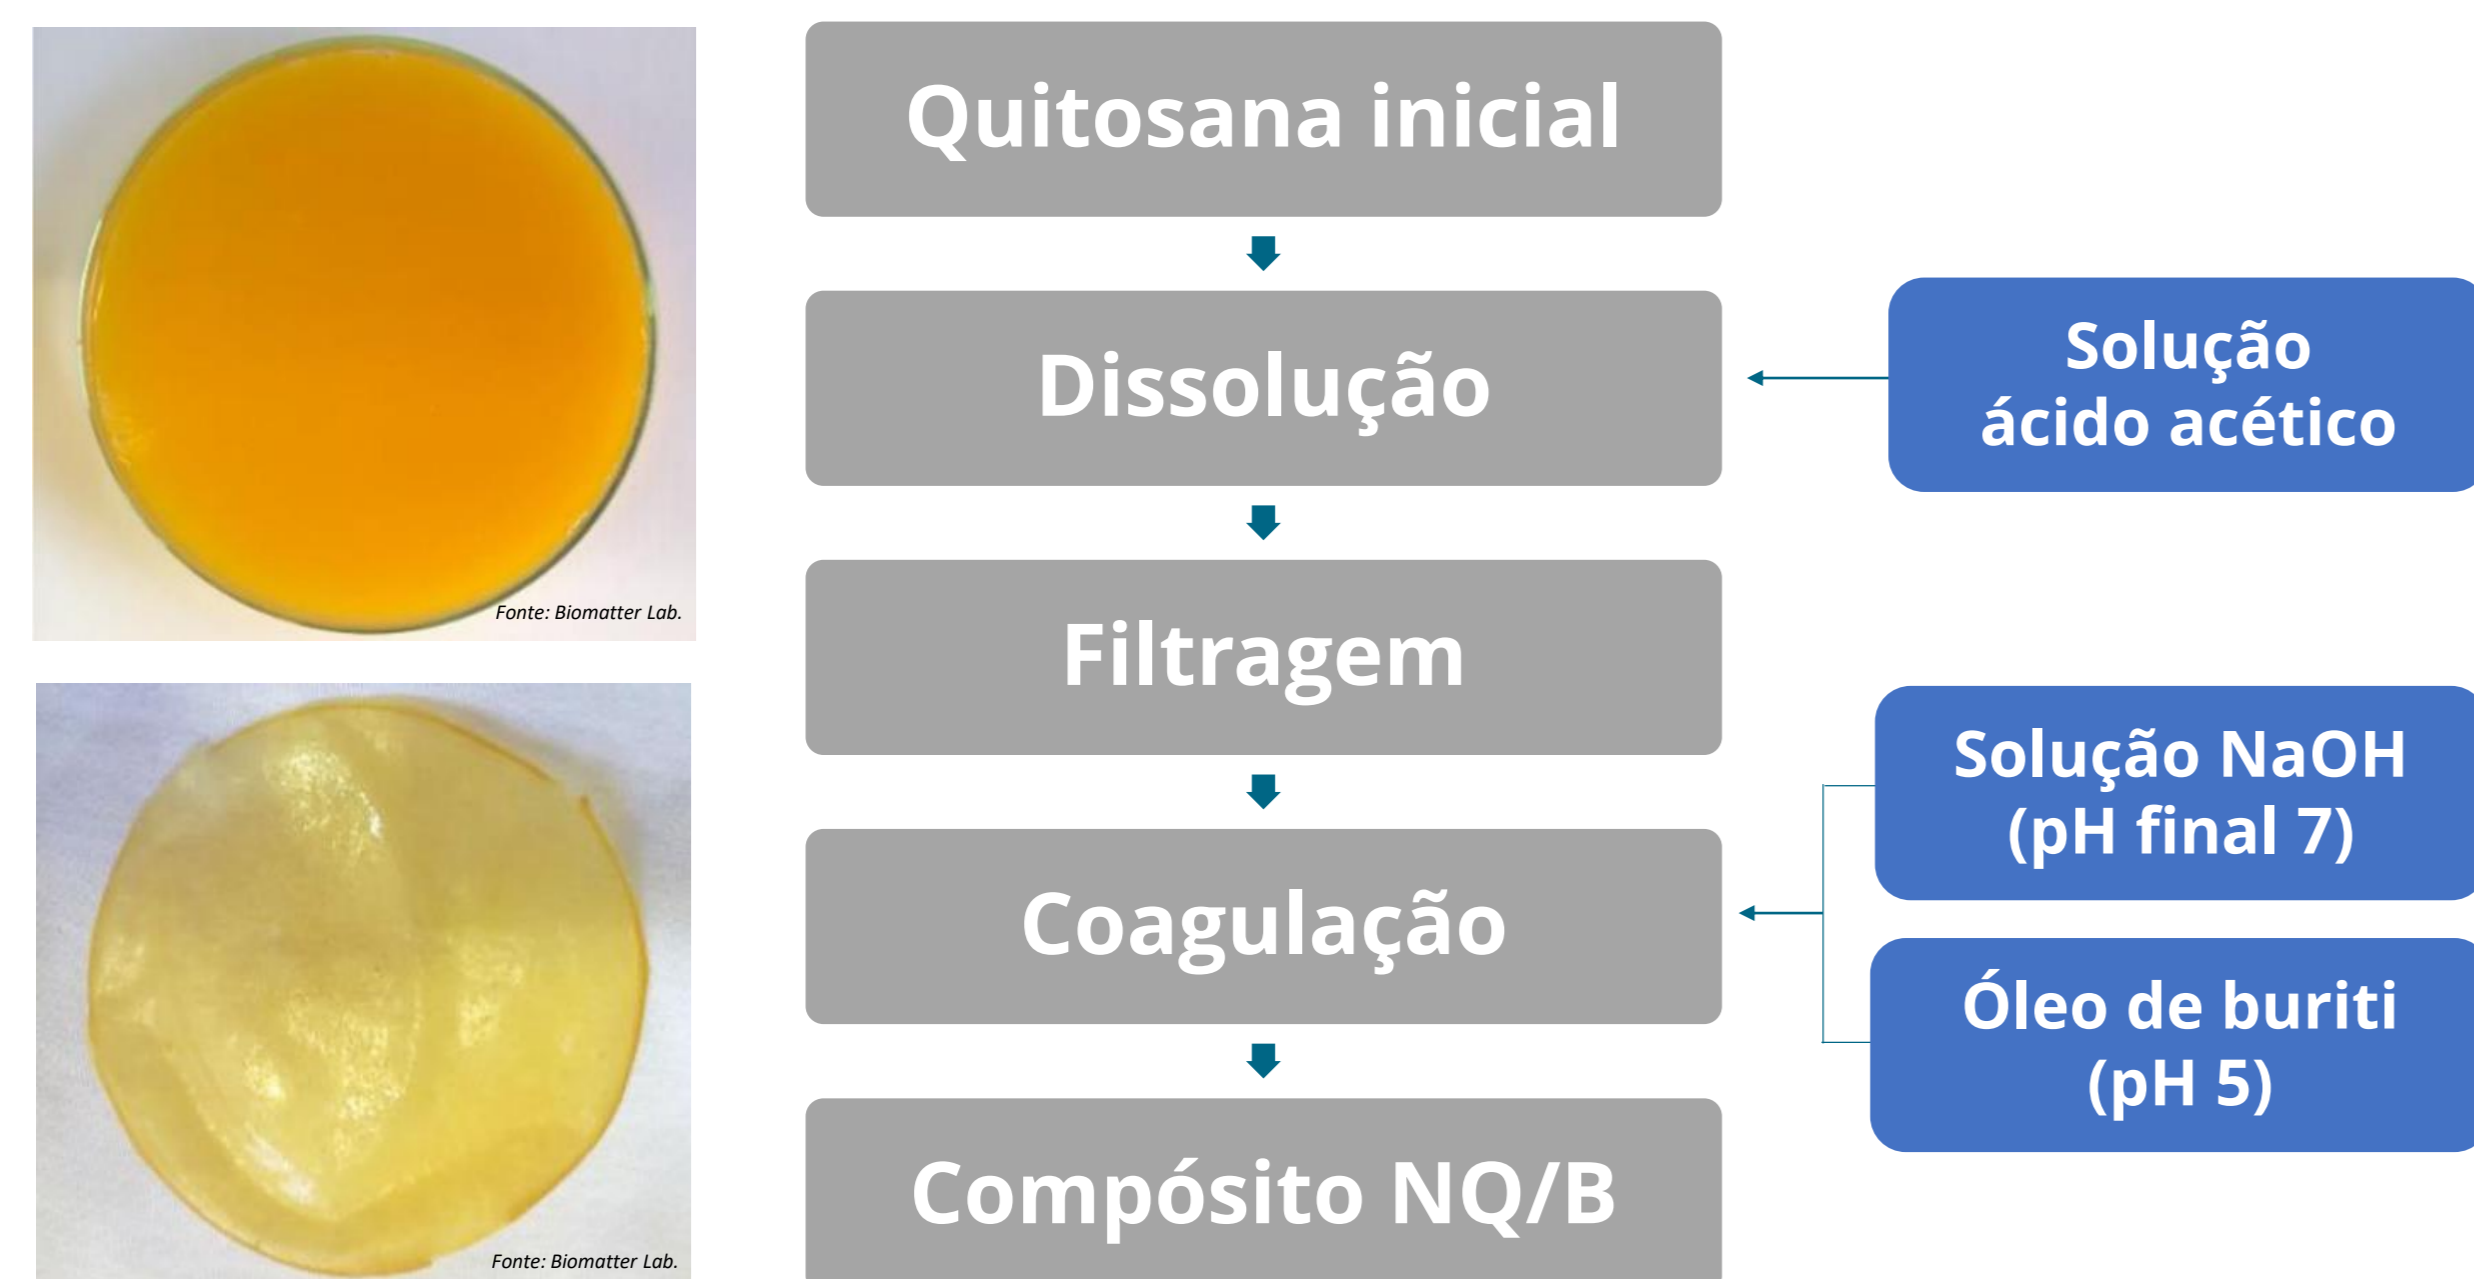 Fonte: Biomatter Lab.
Fonte: Biomatter Lab.
Quitosana inicial
Dissolução
Solução
ácido acético
Filtragem
Coagulação
Solução NaOH
(pH final 7)
Óleo de buriti
(pH 5)
Compósito NQ/B